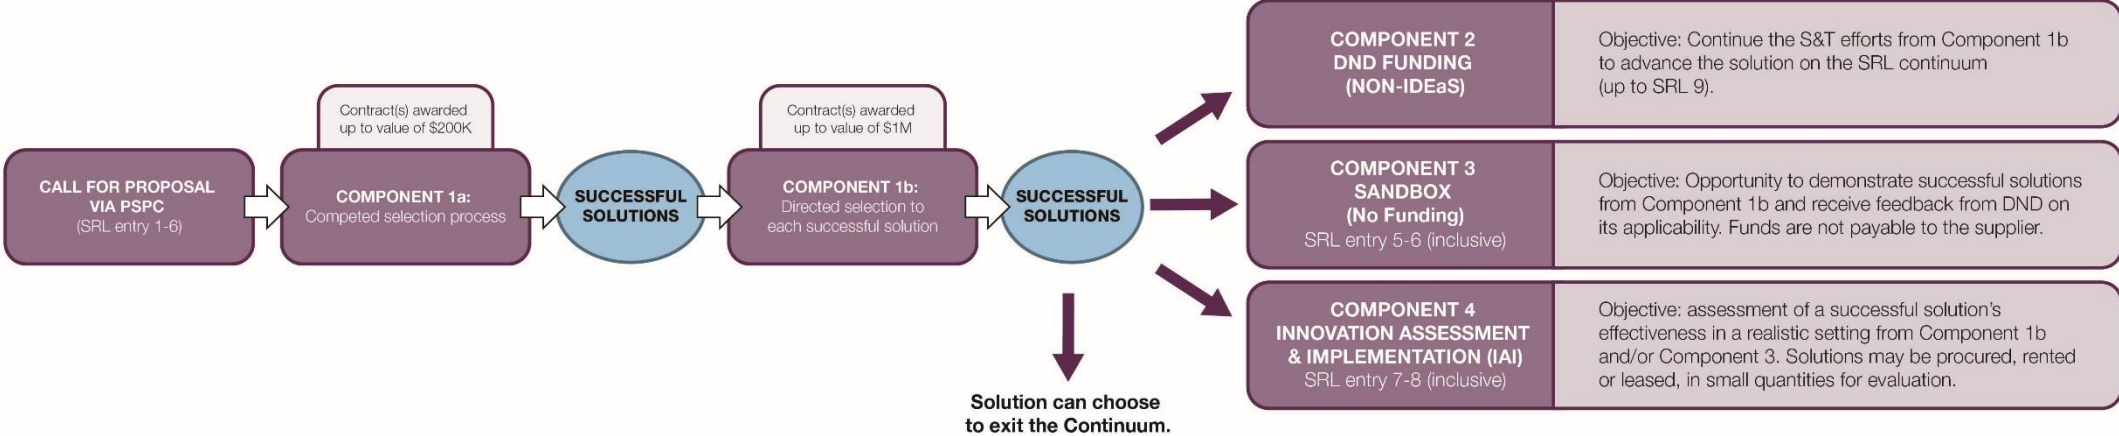 CALL FOR PROPOSAL
VIA PSPC
(SRL entry 1-6)
Contract(s) awarded
up to value of $200K
COMPONENT 1a:
Competed selection process
SUCCESSFUL
SOLUTIONS
Contract(s) awarded
up to value of $1M
COMPONENT 1b:
Directed selection to
each successful solution
SUCCESSFUL
SOLUTIONS
Solution can choose
to exit the Continuum.
COMPONENT 2
DND FUNDING
(NON-IDEaS)
Objective: Continue the S&T efforts from Component 1b
to advance the solution on the SRL continuum
(up to SRL 9).
COMPONENT 3
SANDBOX
(No Funding)
SRL entry 5-6 (inclusive)
Objective: Opportunity to demonstrate successful solutions
from Component 1b and receive feedback from DND on
its applicability. Funds are not payable to the supplier.
COMPONENT 4
INNOVATION ASSESSMENT
& IMPLEMENTATION (IAI)
SRL entry 7-8 (inclusive)
Objective: assessment of a successful solution's
effectiveness in a realistic setting from Component 1b
and/or Component 3. Solutions may be procured, rented
or leased, in small quantities for evaluation.